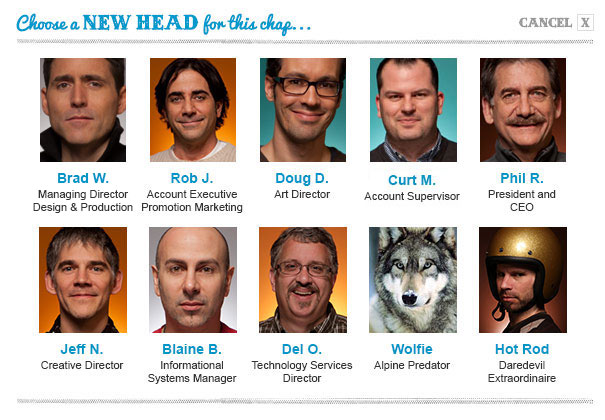 Choose a NEW HEAD for this chap...
CANCEL X
Brad W.
Managing Director
Design & Production
Rob J.
Account Executive
Promotion Marketing
Doug D.
Art Director
Curt M.
Account Supervisor
Phil R.
President and
CEO
Jeff N.
Creative Director
Blaine B.
Informational
Systems Manager
Del O.
Technology Services
Director
Wolfie
Alpine Predator
Hot Rod
Daredevil
Extraordinaire